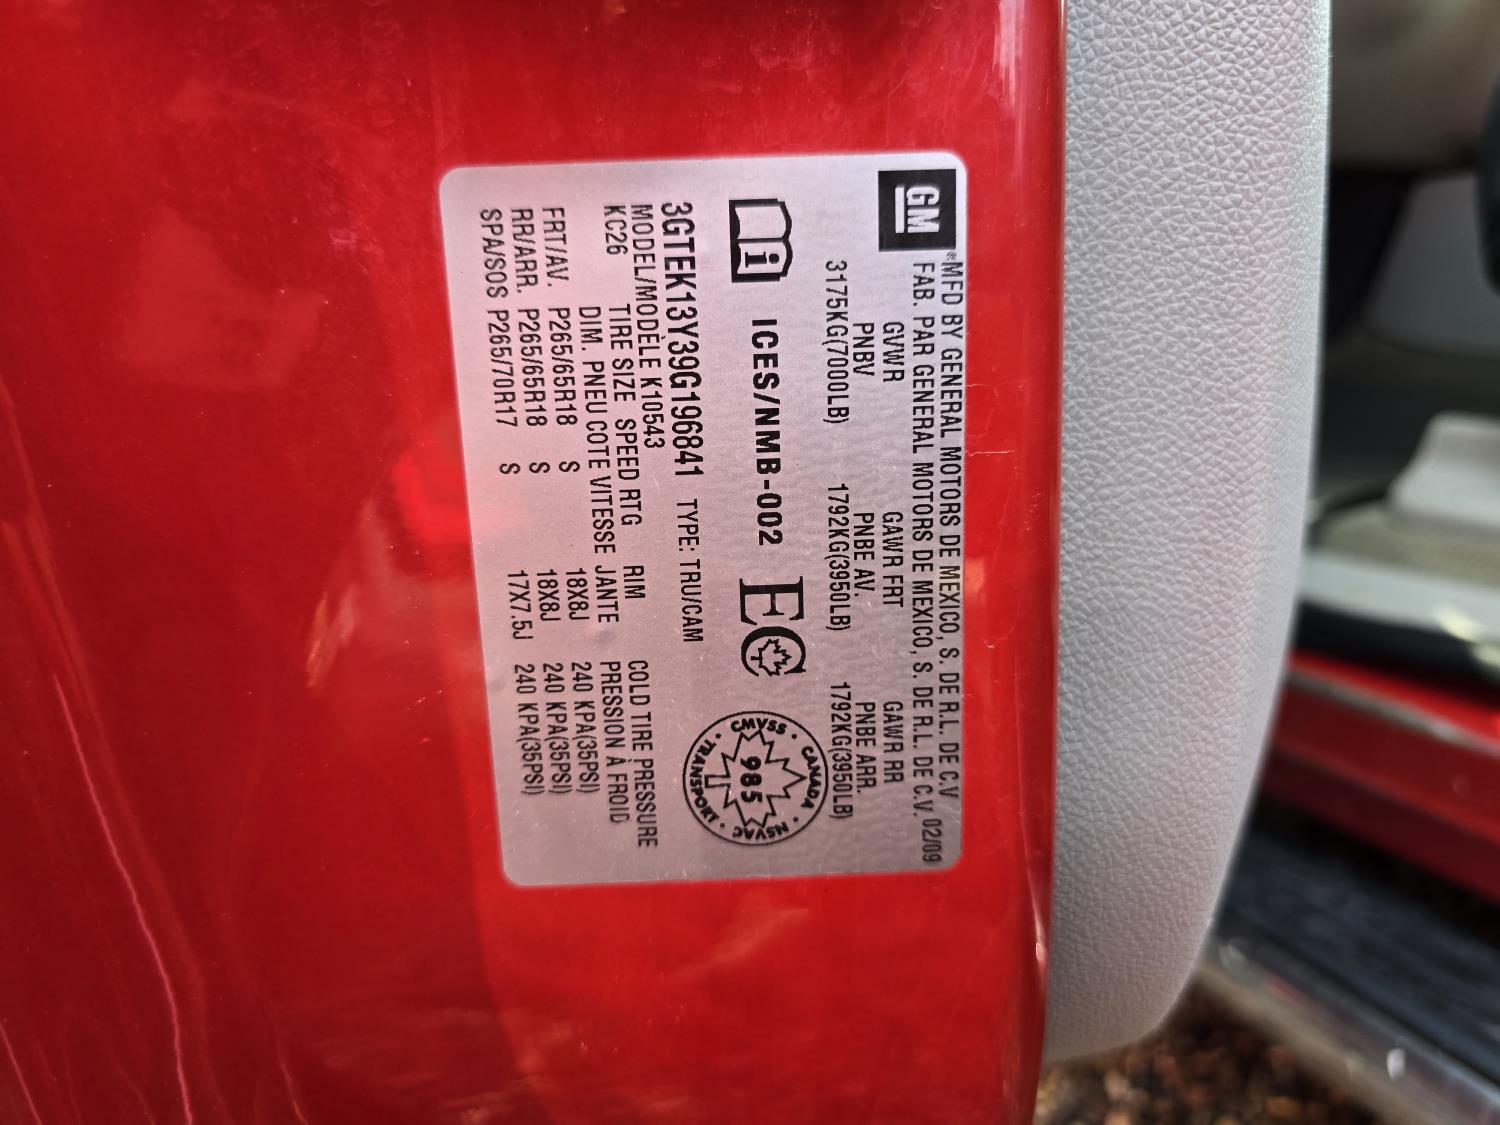 GM
®MFD BY GENERAL MOTORS DE MEXICO, S. DE R.L. DE C.V
FAB. PAR GENERAL MOTORS DE MEXICO, S. DE R.L. DE C.V. 02/09
GVWR GAWR FRT GAWR RR
PNBV PNBE AV. PNBE ARR.
3175KG(7000LB) 1792KG(3950LB) 1792KG(3950LB)
i ICES/NMB-002 EC
CMVSS · CANADA · NSVAC · TRANSPORT ·
985
3GTEK13Y39G196841 TYPE: TRU/CAM
MODEL/MODÈLE K10543
KC26 TIRE SIZE SPEED RTG RIM COLD TIRE PRESSURE
DIM. PNEU COTE VITESSE JANTE PRESSION À FROID
FRT/AV. P265/65R18 S 18X8J 240 KPA(35PSI)
RR/ARR. P265/65R18 S 18X8J 240 KPA(35PSI)
SPA/SOS P265/70R17 S 17X7.5J 240 KPA(35PSI)